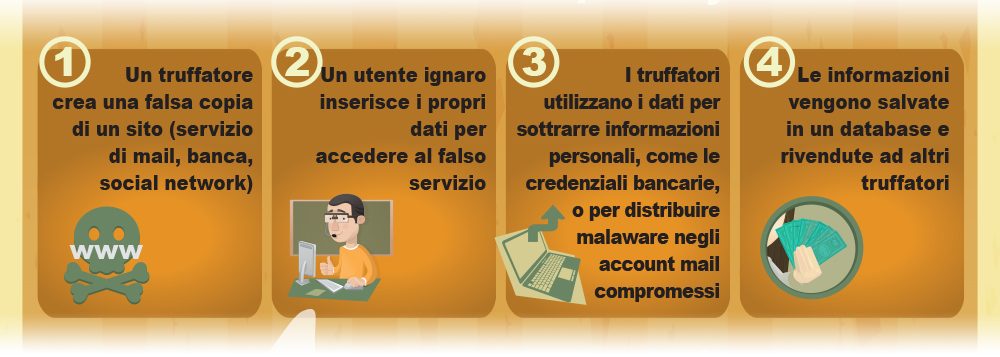 1
Un truffatore
crea una falsa copia
di un sito (servizio
di mail, banca,
social network)
www
2
Un utente ignaro
inserisce i propri
dati per
accedere al falso
servizio
3
I truffatori
utilizzano i dati per
sottrarre informazioni
personali, come le
credenziali bancarie,
o per distribuire
malaware negli
account mail
compromessi
4
Le informazioni
vengono salvate
in un database e
rivendute ad altri
truffatori